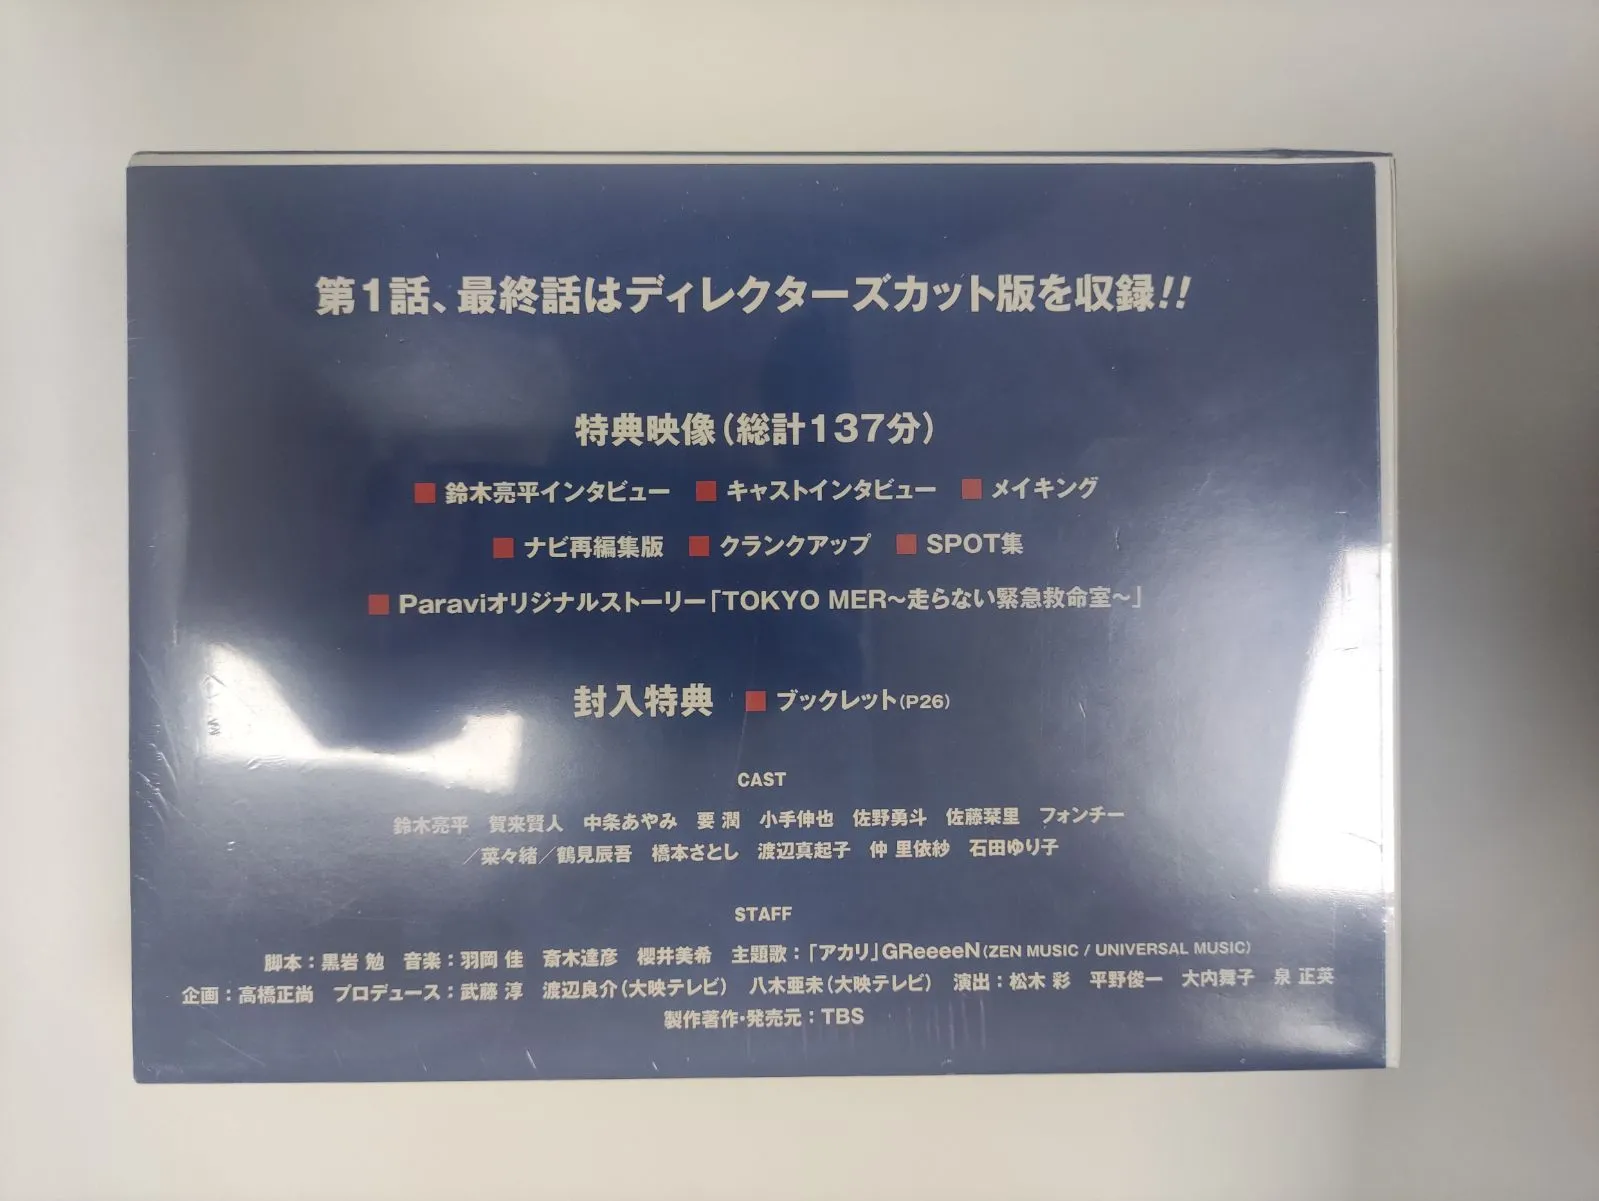 第1話、最終話はディレクターズカット版を収録!!
特典映像(総計137分)
■ 鈴木亮平インタビュー ■ キャストインタビュー ■ メイキング
■ ナビ再編集版 ■ クランクアップ ■ SPOT集
■ Paraviオリジナルストーリー「TOKYO MER〜走らない緊急救命室〜」
封入特典 ■ ブックレット(P26)
CAST
鈴木亮平 賀来賢人 中条あやみ 要 潤 小手伸也 佐野勇斗 佐藤栞里 フォンチー
／菜々緒／鶴見辰吾 橋本さとし 渡辺真起子 仲 里依紗 石田ゆり子
STAFF
脚本:黒岩 勉 音楽:羽岡 佳 斎木達彦 櫻井美希 主題歌:「アカリ」GReeeeN(ZEN MUSIC / UNIVERSAL MUSIC)
企画:高橋正尚 プロデュース:武藤 淳 渡辺良介(大映テレビ) 八木亜未(大映テレビ) 演出:松木 彩 平野俊一 大内舞子 泉 正英
製作著作・発売元:TBS